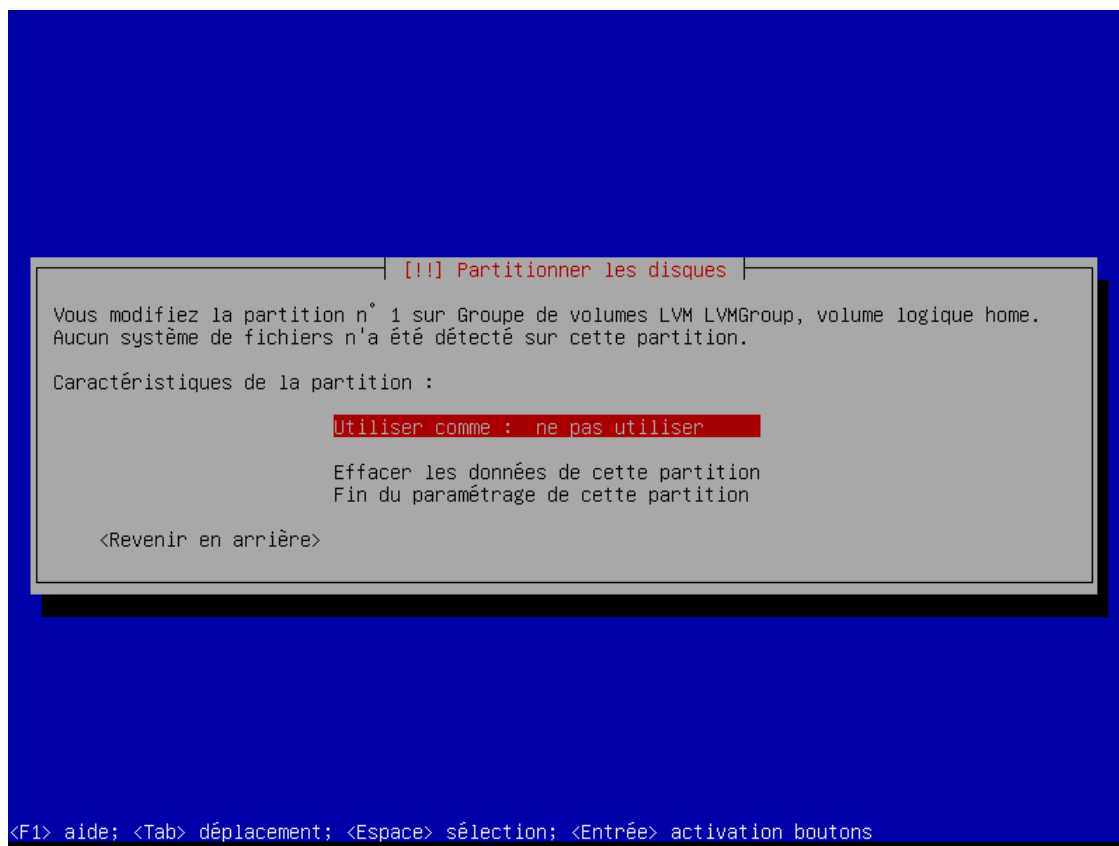 [!!] Partitionner les disques
Vous modifiez la partition n° 1 sur Groupe de volumes LVM LVMGroup, volume logique home.
Aucun système de fichiers n'a été détecté sur cette partition.
Caractéristiques de la partition :
Utiliser comme :  ne pas utiliser
Effacer les données de cette partition
Fin du paramétrage de cette partition
<Revenir en arrière>
<F1> aide; <Tab> déplacement; <Espace> sélection; <Entrée> activation boutons